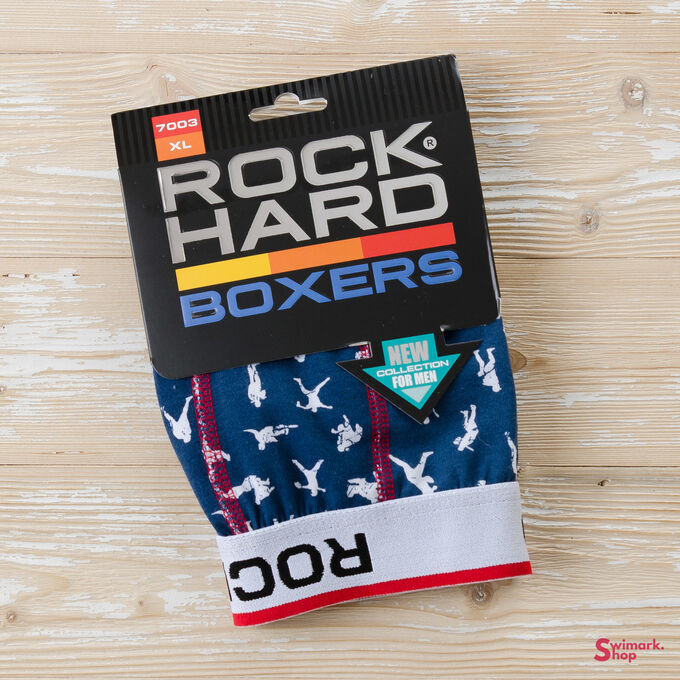 7003
XL
ROCK
HARD®
BOXERS
NEW
COLLECTION
FOR MEN
ROC
R
Swimark.
Shop